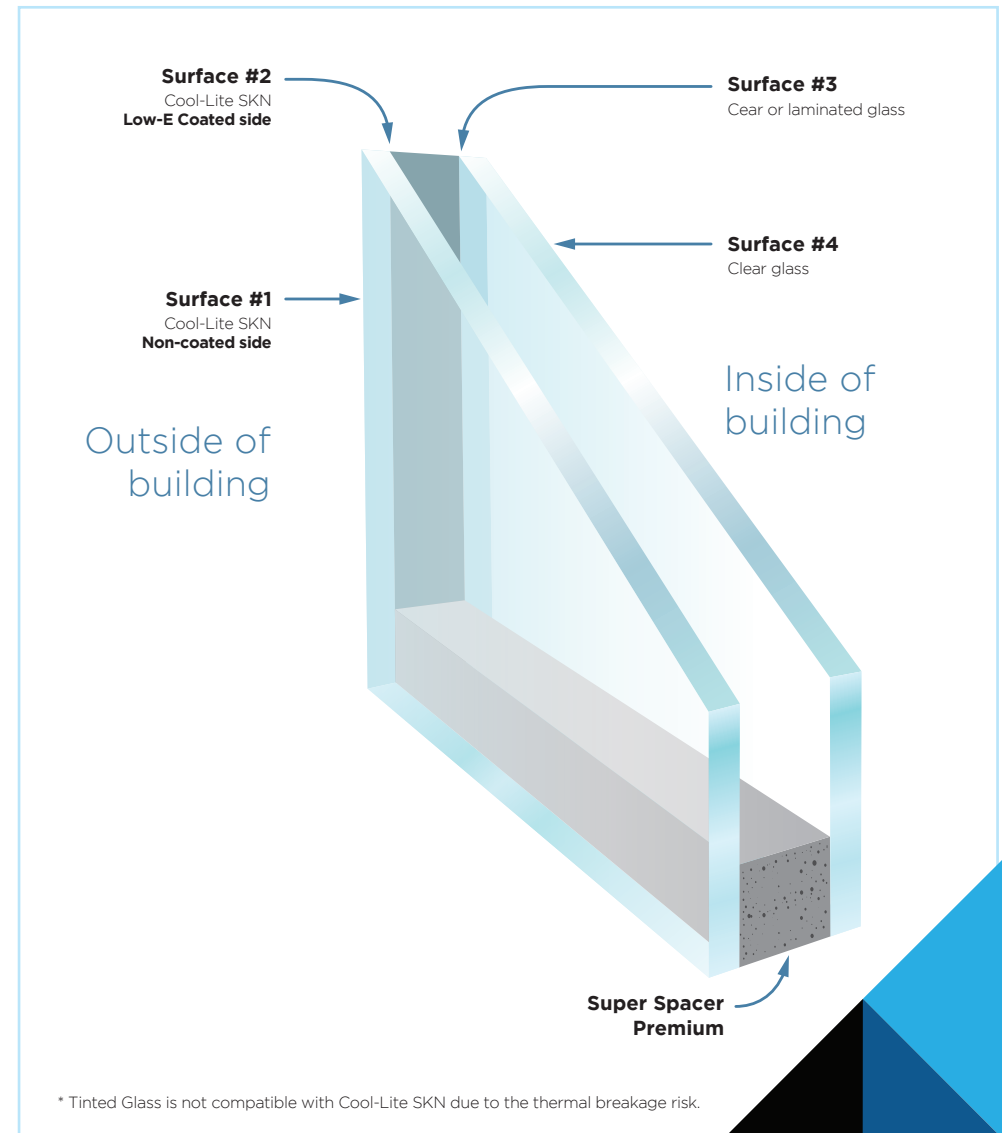 Surface #2
Cool-Lite SKN
Low-E Coated side
Surface #3
Cear or laminated glass
Surface #4
Clear glass
Surface #1
Cool-Lite SKN
Non-coated side
Inside of
building
Outside of
building
Super Spacer
Premium
* Tinted Glass is not compatible with Cool-Lite SKN due to the thermal breakage risk.